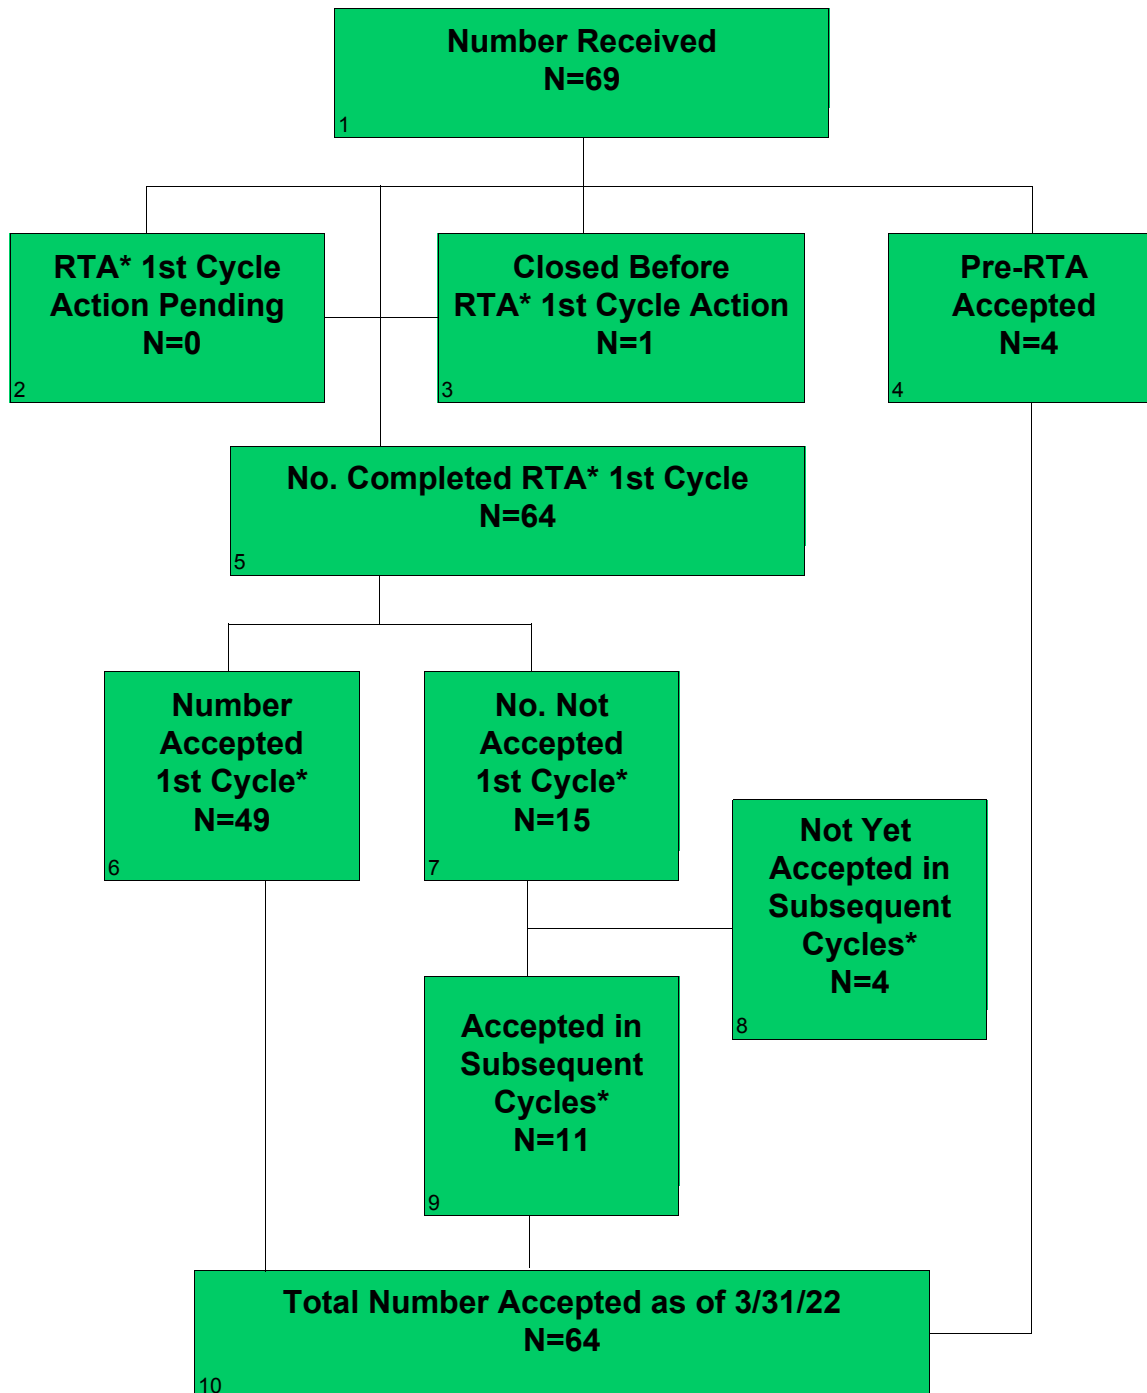 Number Received
N=69
1
RTA* 1st Cycle
Action Pending
N=0
2
Closed Before
RTA* 1st Cycle Action
N=1
3
Pre-RTA
Accepted
N=4
4
No. Completed RTA* 1st Cycle
N=64
5
Number
Accepted
1st Cycle*
N=49
6
No. Not
Accepted
1st Cycle*
N=15
7
Not Yet
Accepted in
Subsequent
Cycles*
N=4
8
Accepted in
Subsequent
Cycles*
N=11
9
Total Number Accepted as of 3/31/22
N=64
10